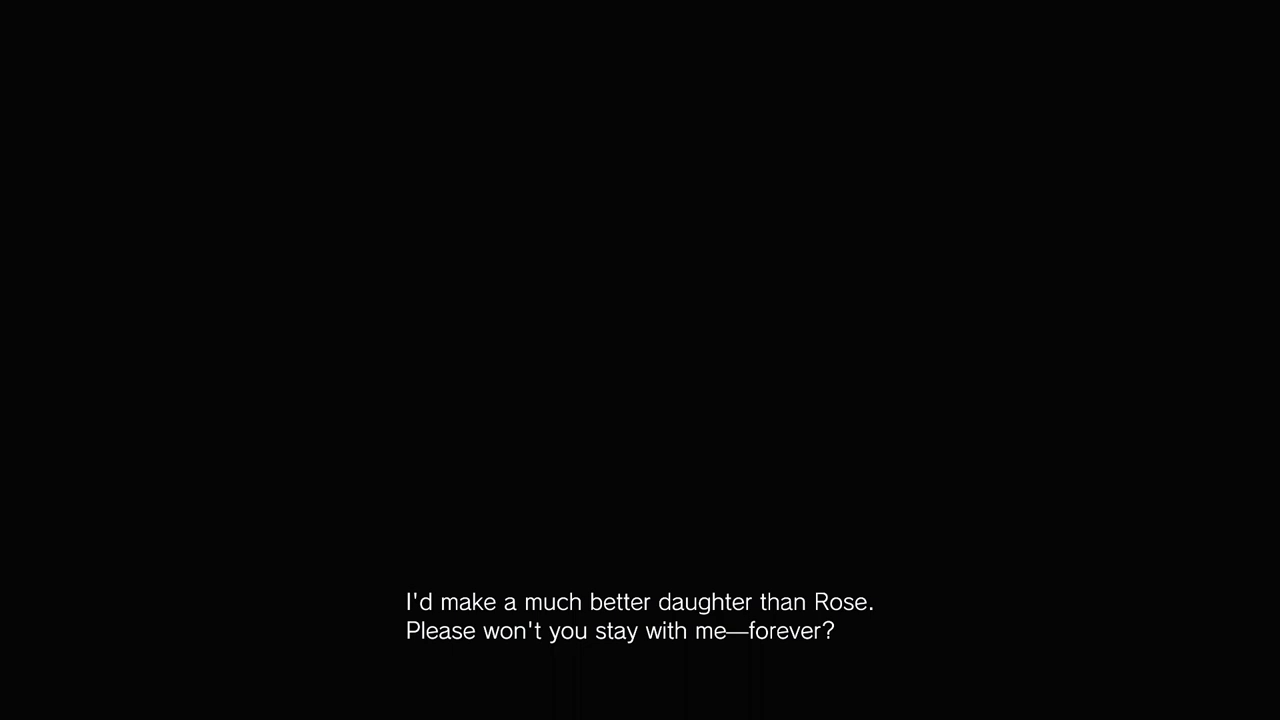 I'd make a much better daughter than Rose.
Please won't you stay with me—forever?